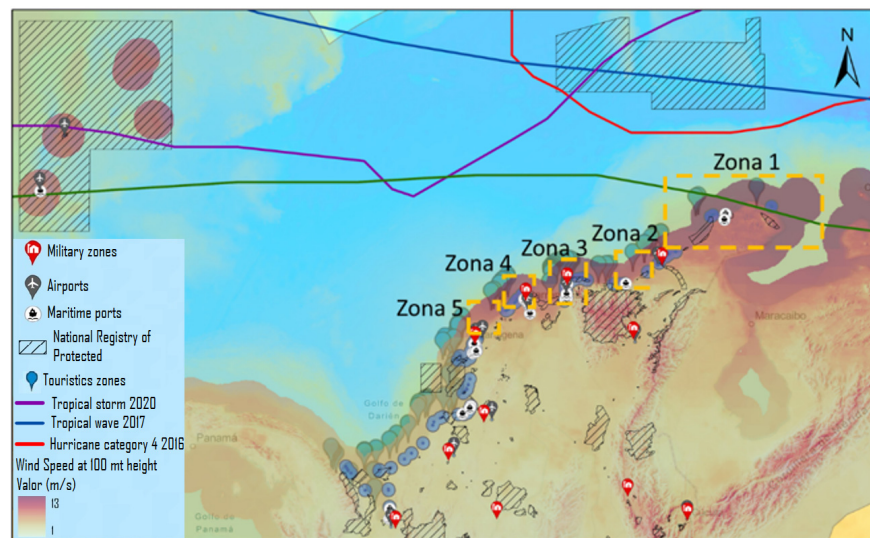 N
Zona 1
Zona 2
Zona 3
Zona 4
Zona 5
Maracaibo
Golfo de
Darién
Panamá
Golfo de
Panamá
Military zones
Airports
Maritime ports
National Registry of
Protected
Touristics zones
Tropical storm 2020
Tropical wave 2017
Hurricane category 4 2016
Wind Speed at 100 mt height
Valor (m/s)
13
1